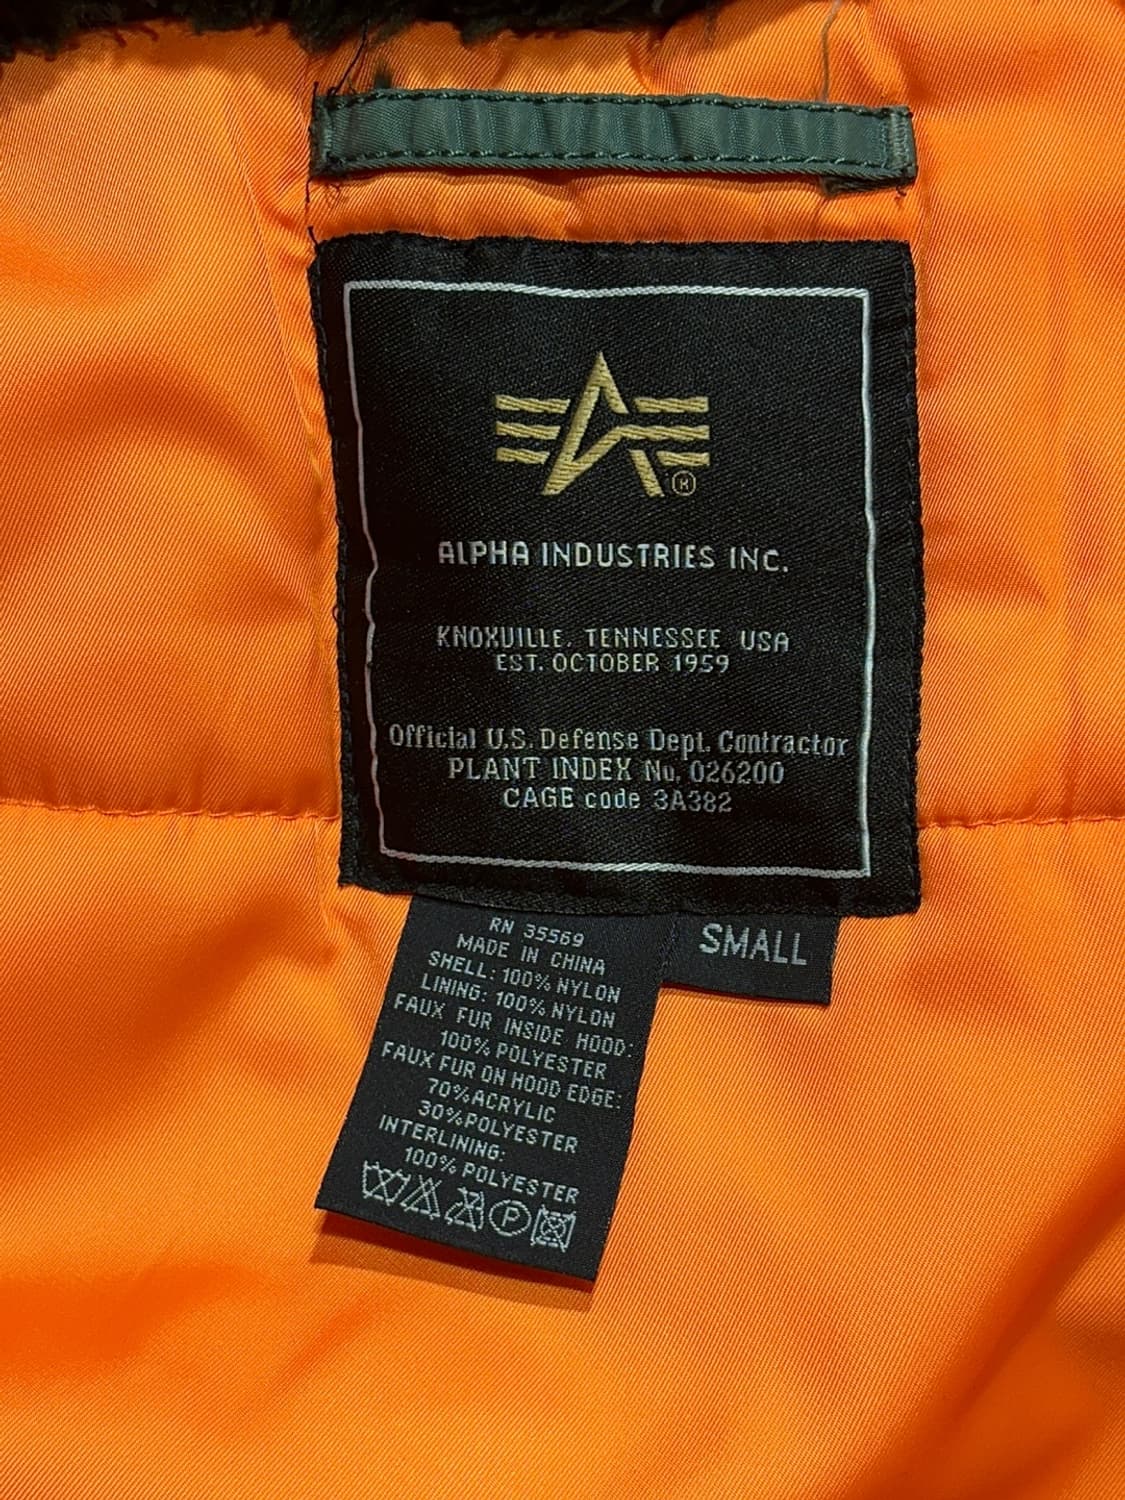 ALPHA INDUSTRIES INC.
KNOXVILLE, TENNESSEE USA
EST. OCTOBER 1959
Official U.S. Defense Dept. Contractor
PLANT INDEX No. 026200
CAGE code 3A382
SMALL
RN 35569
MADE IN CHINA
SHELL: 100% NYLON
LINING: 100% NYLON
FAUX FUR INSIDE HOOD:
100% POLYESTER
FAUX FUR ON HOOD EDGE:
70%ACRYLIC
30%POLYESTER
INTERLINING:
100% POLYESTER
P